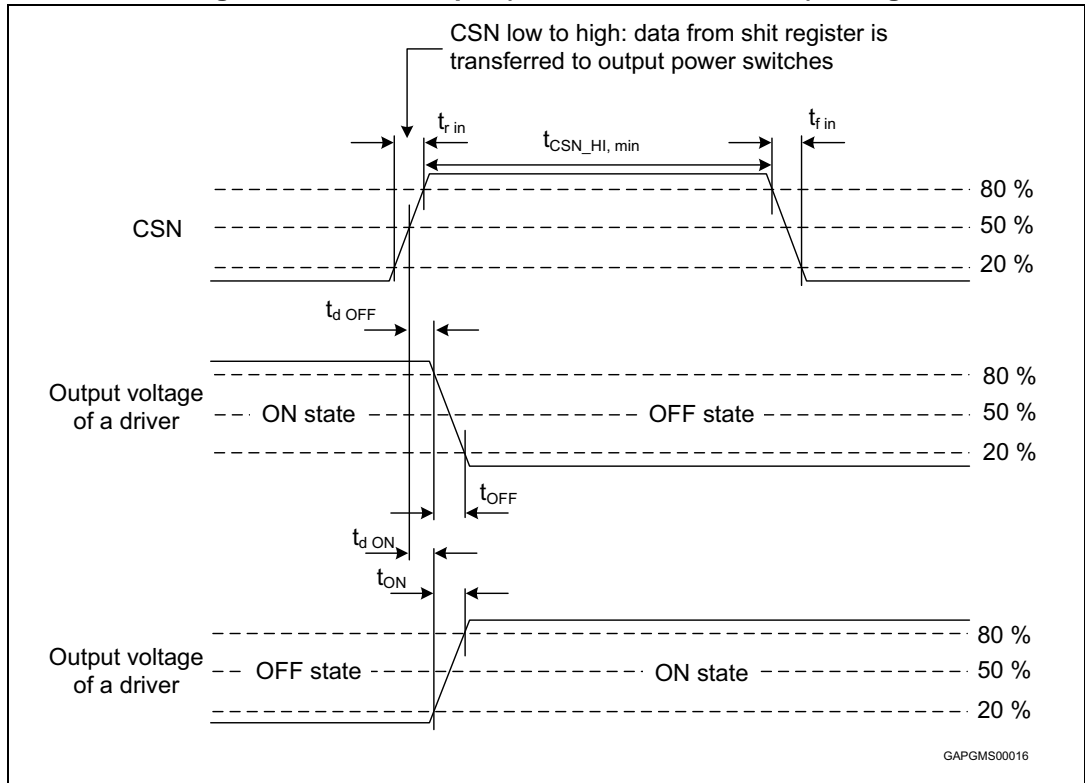 CSN low to high: data from shit register is
transferred to output power switches
tr in
tCSN_HI, min
tf in
80 %
CSN
50 %
20 %
td OFF
80 %
Output voltage
of a driver
ON state
OFF state
50 %
20 %
tOFF
td ON
tON
80 %
Output voltage
of a driver
OFF state
ON state
50 %
20 %
GAPGMS00016